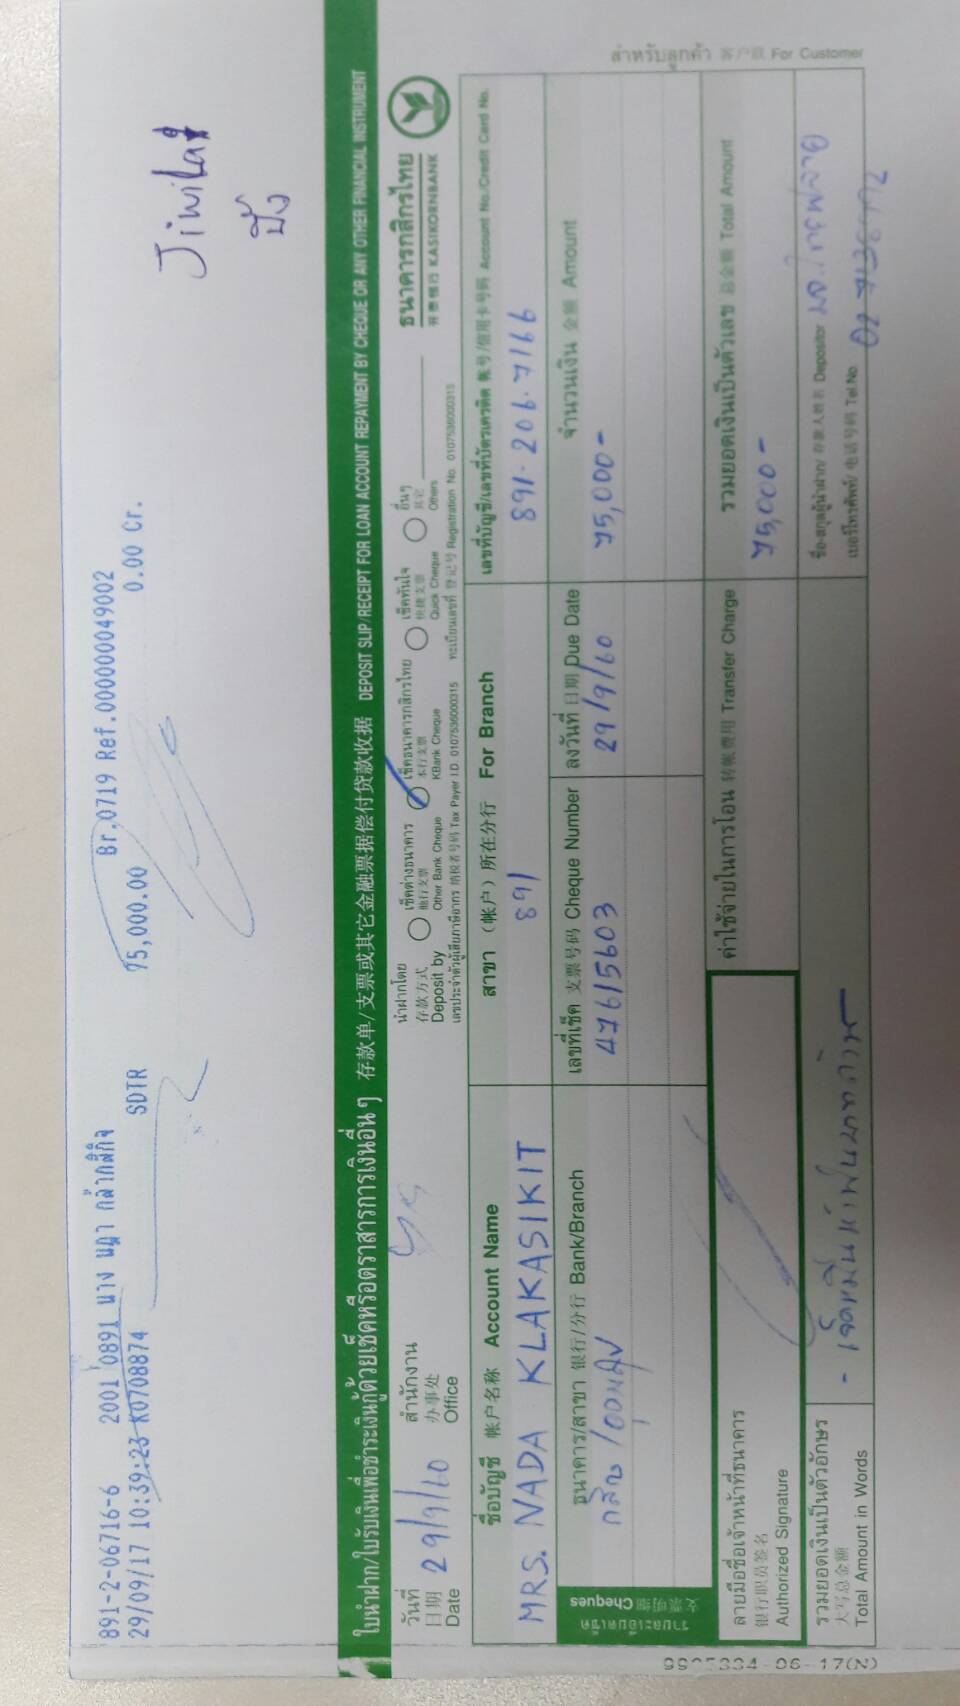 891-2-06716-6 2001 0891 นาง นฎา กล้ากสิกิจ Br.0719 Ref.000000049002
29/09/17 10:39:23 K0708874 SDTR 75,000.00 0.00 Cr.
Jiwila
ปิ๋ง
ใบนำฝาก/ใบรับเงินเพื่อชำระเงินกู้ด้วยเช็คหรือตราสารการเงินอื่นๆ 存款单/支票或其它金融票据偿付贷款收据 DEPOSIT SLIP/RECEIPT FOR LOAN ACCOUNT REPAYMENT BY CHEQUE OR ANY OTHER FINANCIAL INSTRUMENT
ธนาคารกสิกรไทย
开泰银行 KASIKORNBANK
วันที่ 日期 Date 29/9/60
สำนักงาน 办事处 Office
นำฝากโดย 存款方式 Deposit by
เช็คต่างธนาคาร 他行支票 Other Bank Cheque
เช็คธนาคารกสิกรไทย 本行支票 KBank Cheque
เช็คทันใจ 快捷支票 Quick Cheque
อื่นๆ 其它 Others
เลขประจำตัวผู้เสียภาษีอากร 纳税者号码 Tax Payer I.D. 0107536000315 ทะเบียนเลขที่ 登记号 Registration No. 0107536000315
ชื่อบัญชี 帐户名称 Account Name
MRS. NADA KLAKASIKIT
สาขา (帐户) 所在分行 For Branch
891
เลขที่บัญชี/เลขที่บัตรเครดิต 帐号/信用卡号码 Account No./Credit Card No.
891-206-7166
รายละเอียดเช็ค 支票明细 Cheques
ธนาคาร/สาขา 银行/分行 Bank/Branch
เลขที่เช็ค 支票号码 Cheque Number
ลงวันที่ 日期 Due Date
จำนวนเงิน 金额 Amount
กสิกร
47615603
29/9/60
75,000-
ลายมือชื่อเจ้าหน้าที่ธนาคาร
银行职员签名
Authorized Signature
ค่าใช้จ่ายในการโอน 转帐费用 Transfer Charge
รวมยอดเงินเป็นตัวเลข 总金额 Total Amount
75,000-
รวมยอดเงินเป็นตัวอักษร
大写总金额
Total Amount in Words
- เจ็ดหมื่นห้าพันบาทถ้วน -
ชื่อ-สกุลผู้นำฝาก/ 存款人姓名 Depositor
เบอร์โทรศัพท์/ 电话号码 Tel.No.
สำหรับลูกค้า 客户联 For Customer